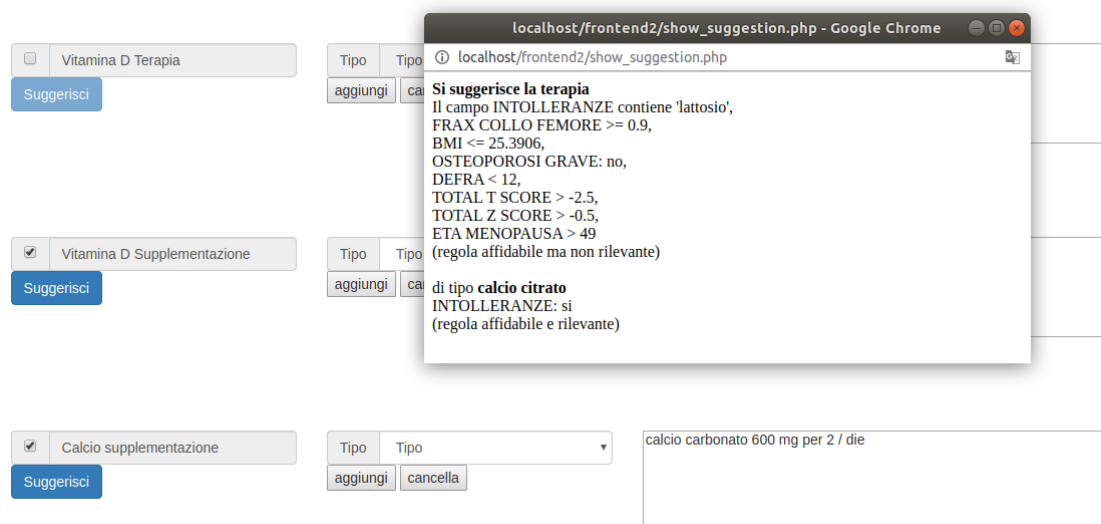 localhost/frontend2/show_suggestion.php - Google Chrome
localhost/frontend2/show_suggestion.php
Si suggerisce la terapia
Il campo INTOLLERANZE contiene 'lattosio',
FRAX COLLO FEMORE >= 0.9,
BMI <= 25.3906,
OSTEOPOROSI GRAVE: no,
DEFRA < 12,
TOTAL T SCORE > -2.5,
TOTAL Z SCORE > -0.5,
ETA MENOPAUSA > 49
(regola affidabile ma non rilevante)
di tipo calcio citrato
INTOLLERANZE: si
(regola affidabile e rilevante)
Vitamina D Terapia
Tipo Tipo
Suggerisci
aggiungi ca
Vitamina D Supplementazione
Tipo Tipo
Suggerisci
aggiungi ca
Calcio supplementazione
Tipo Tipo
calcio carbonato 600 mg per 2 / die
Suggerisci
aggiungi cancella